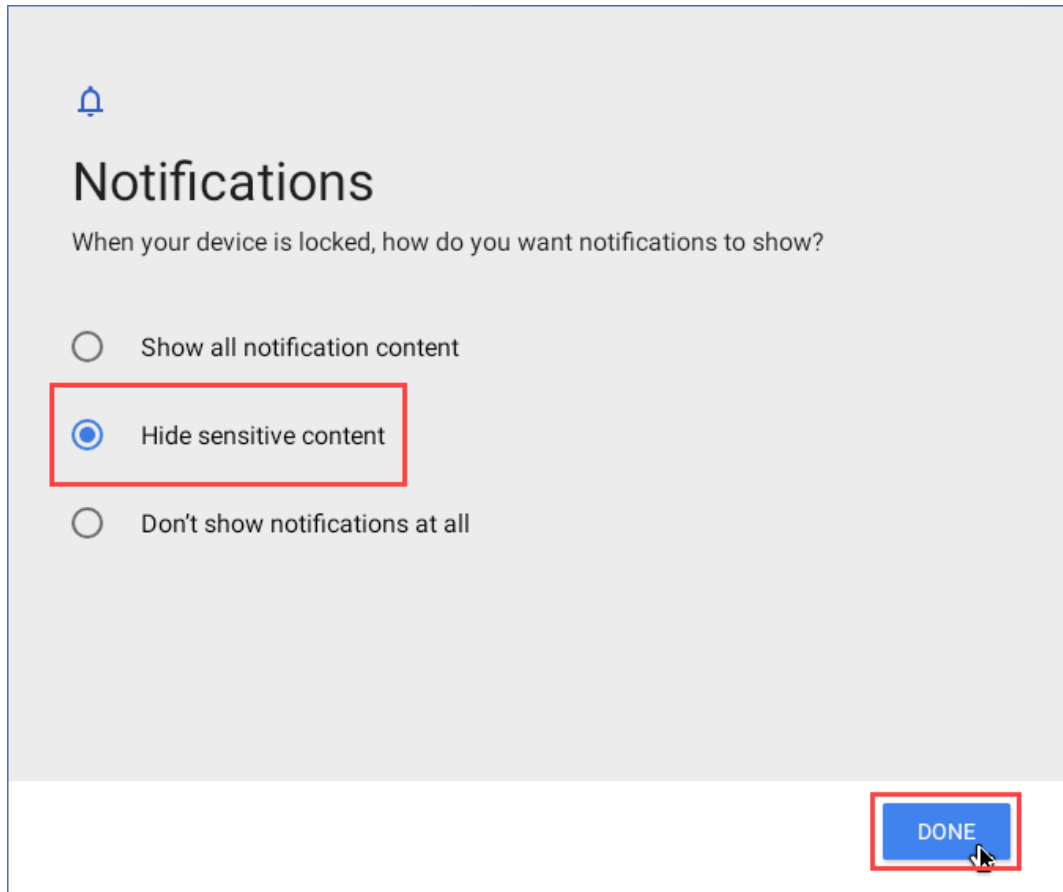 Notifications
When your device is locked, how do you want notifications to show?
Show all notification content
Hide sensitive content
Don’t show notifications at all
DONE